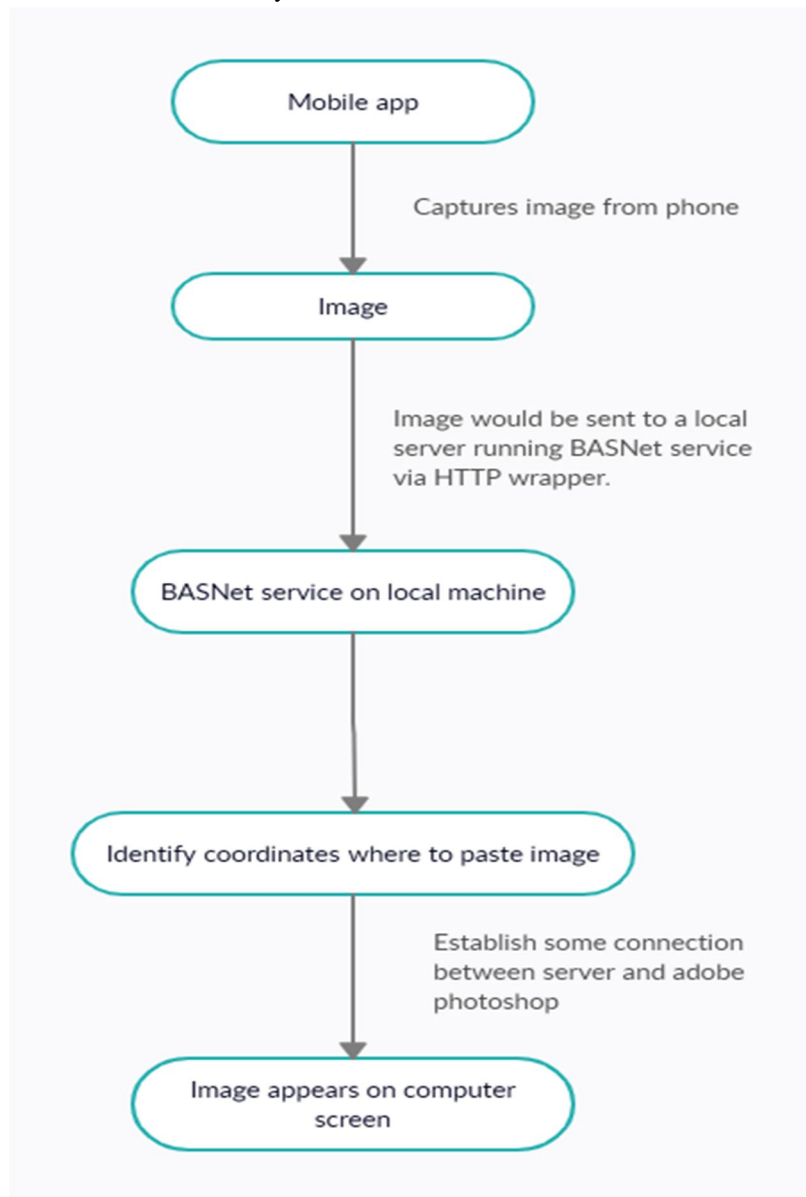 Mobile app
Captures image from phone
Image
Image would be sent to a local
server running BASNet service
via HTTP wrapper.
BASNet service on local machine
Identify coordinates where to paste image
Establish some connection
between server and adobe
photoshop
Image appears on computer
screen